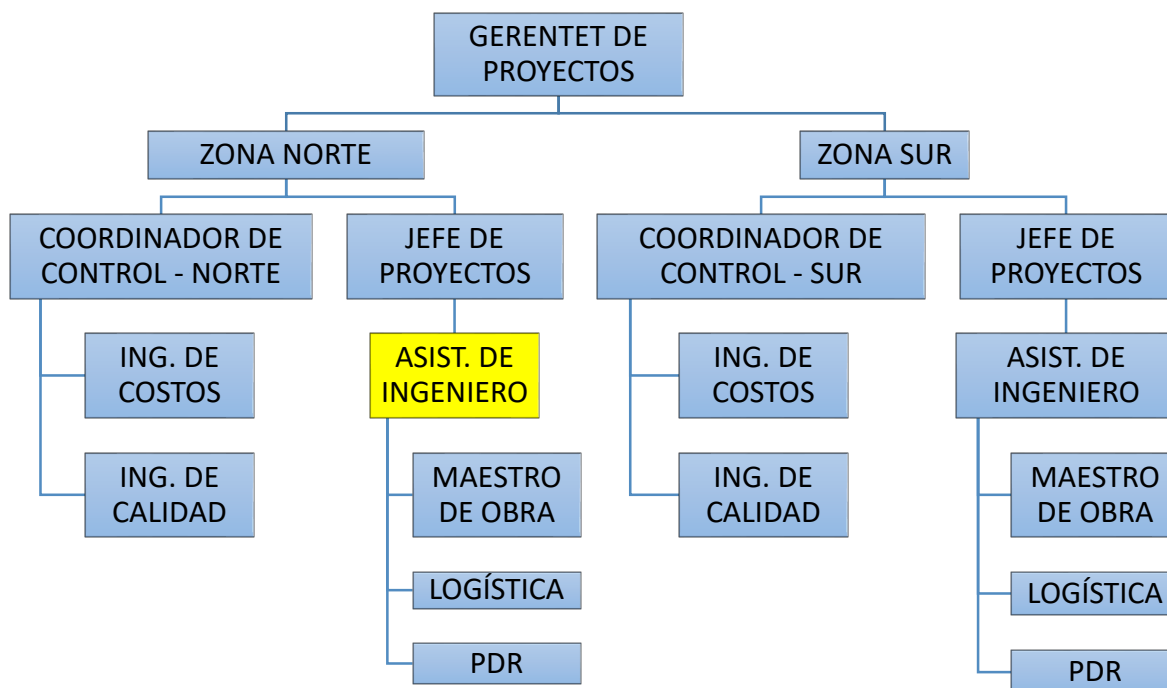 GERENTET DE
PROYECTOS
ZONA NORTE
ZONA SUR
COORDINADOR DE
CONTROL - NORTE
JEFE DE
PROYECTOS
COORDINADOR DE
CONTROL - SUR
JEFE DE
PROYECTOS
ING. DE
COSTOS
ASIST. DE
INGENIERO
ING. DE
COSTOS
ASIST. DE
INGENIERO
ING. DE
CALIDAD
MAESTRO
DE OBRA
ING. DE
CALIDAD
MAESTRO
DE OBRA
LOGÍSTICA
LOGÍSTICA
PDR
PDR